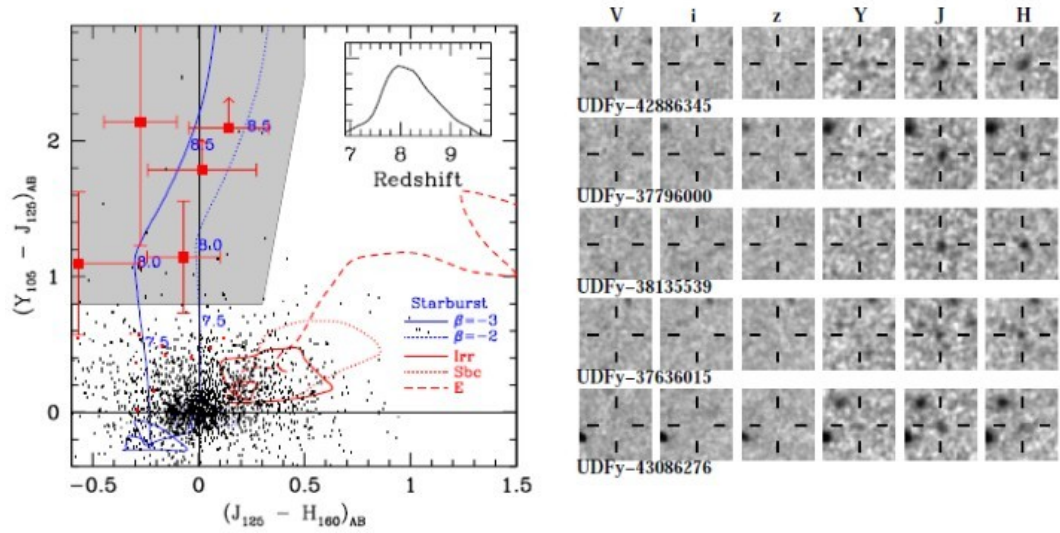 V i z Y J H
UDFy-42886345
UDFy-37796000
UDFy-38135539
UDFy-37636015
UDFy-43086276
(Y₁₀₅ - J₁₂₅)AB
2
1
0
-0.5 0 0.5 1 1.5
(J₁₂₅ - H₁₆₀)AB
7 8 9
Redshift
8.5
8.5
8.0
8.0
7.5
7.5
Starburst
β=-3
β=-2
Irr
Sbc
E